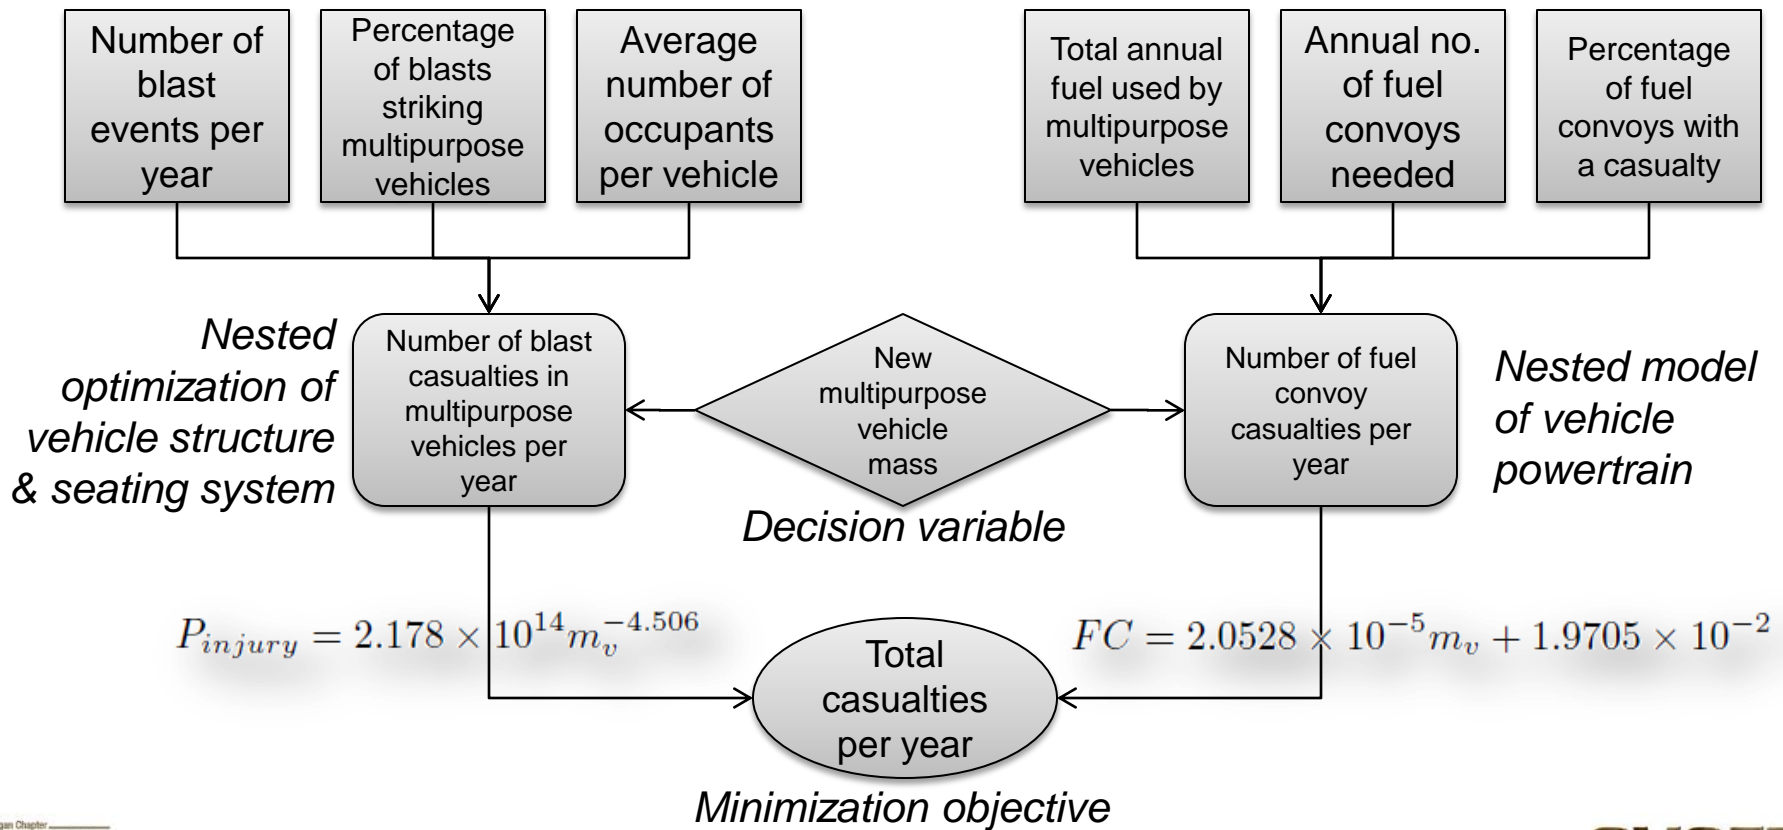 Number of
blast
events per
year
Percentage
of blasts
striking
multipurpose
vehicles
Average
number of
occupants
per vehicle
Total annual
fuel used by
multipurpose
vehicles
Annual no.
of fuel
convoys
needed
Percentage
of fuel
convoys with
a casualty
Nested
optimization of
vehicle structure
& seating system
Number of blast
casualties in
multipurpose
vehicles per
year
New
multipurpose
vehicle
mass
Decision variable
Number of fuel
convoy
casualties per
year
Nested model
of vehicle
powertrain
P_{injury} = 2.178 × 10^{14} m_v^{-4.506}
FC = 2.0528 × 10^{-5} m_v + 1.9705 × 10^{-2}
Total
casualties
per year
Minimization objective
gan Chapter